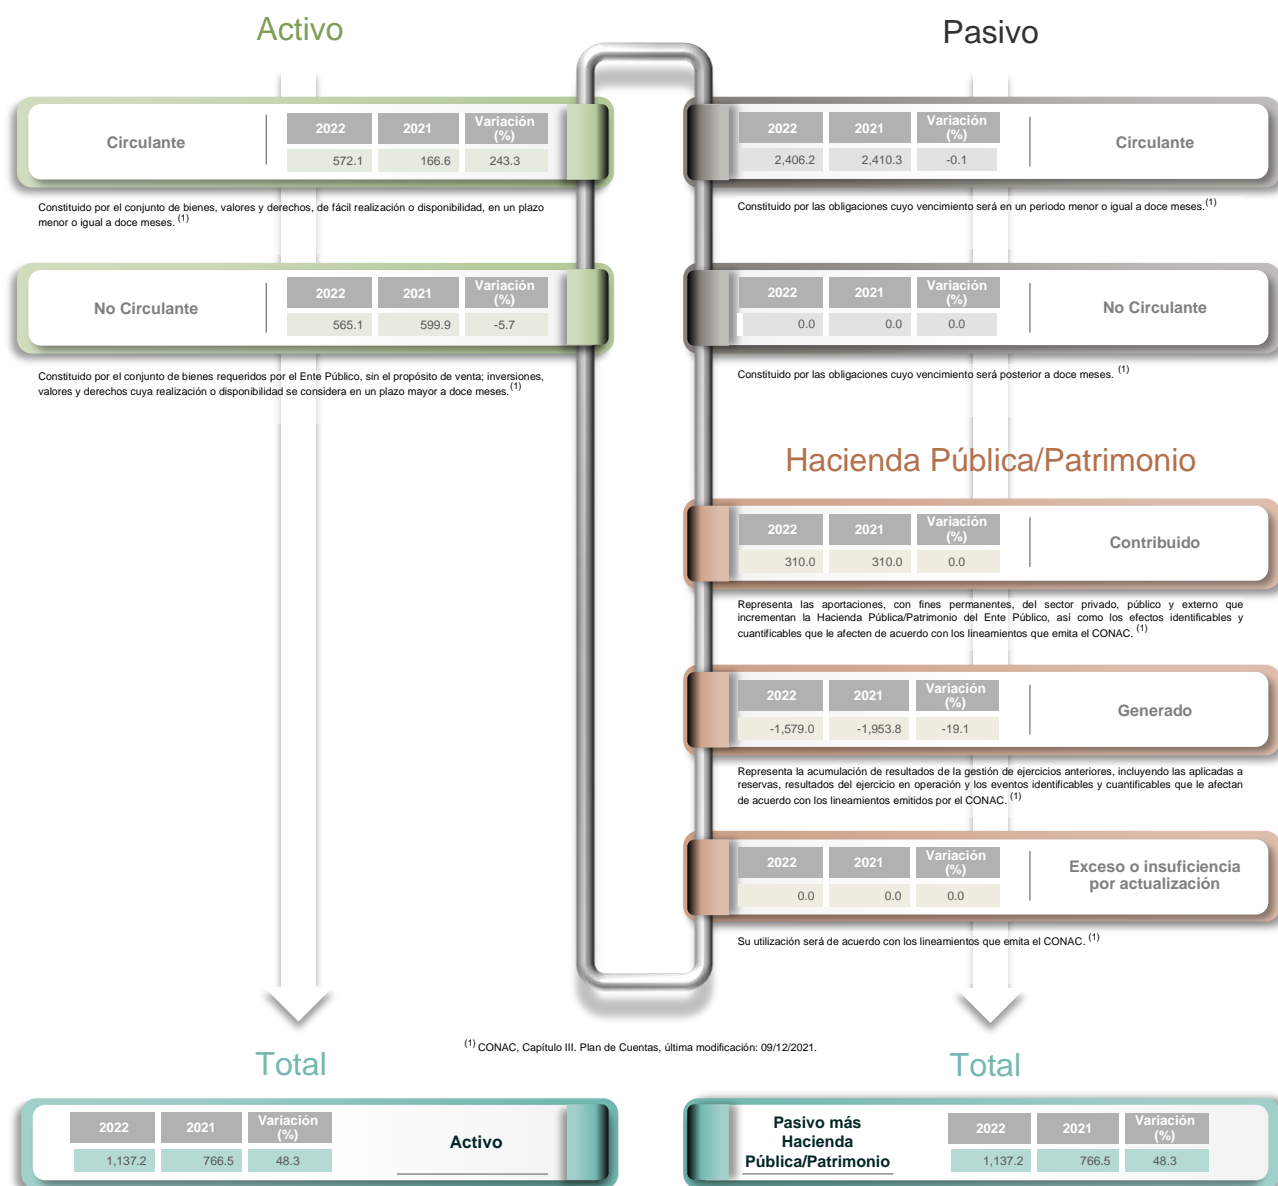 Activo
Circulante
2022 2021 Variación (%)
572.1 166.6 243.3
Constituido por el conjunto de bienes, valores y derechos, de fácil realización o disponibilidad, en un plazo
menor o igual a doce meses. (1)
No Circulante
2022 2021 Variación (%)
565.1 599.9 -5.7
Constituido por el conjunto de bienes requeridos por el Ente Público, sin el propósito de venta; inversiones,
valores y derechos cuya realización o disponibilidad se considera en un plazo mayor a doce meses. (1)
Pasivo
2022 2021 Variación (%)
2,406.2 2,410.3 -0.1
Circulante
Constituido por las obligaciones cuyo vencimiento será en un periodo menor o igual a doce meses. (1)
2022 2021 Variación (%)
0.0 0.0 0.0
No Circulante
Constituido por las obligaciones cuyo vencimiento será posterior a doce meses. (1)
Hacienda Pública/Patrimonio
2022 2021 Variación (%)
310.0 310.0 0.0
Contribuido
Representa las aportaciones, con fines permanentes, del sector privado, público y externo que
incrementan la Hacienda Pública/Patrimonio del Ente Público, así como los efectos identificables y
cuantificables que le afecten de acuerdo con los lineamientos que emita el CONAC. (1)
2022 2021 Variación (%)
-1,579.0 -1,953.8 -19.1
Generado
Representa la acumulación de resultados de la gestión de ejercicios anteriores, incluyendo las aplicadas a
reservas, resultados del ejercicio en operación y los eventos identificables y cuantificables que le afectan
de acuerdo con los lineamientos emitidos por el CONAC. (1)
2022 2021 Variación (%)
0.0 0.0 0.0
Exceso o insuficiencia
por actualización
Su utilización será de acuerdo con los lineamientos que emita el CONAC. (1)
(1) CONAC, Capítulo III. Plan de Cuentas, última modificación: 09/12/2021.
Total
2022 2021 Variación (%)
1,137.2 766.5 48.3
Activo
Total
Pasivo más
Hacienda
Pública/Patrimonio
2022 2021 Variación (%)
1,137.2 766.5 48.3